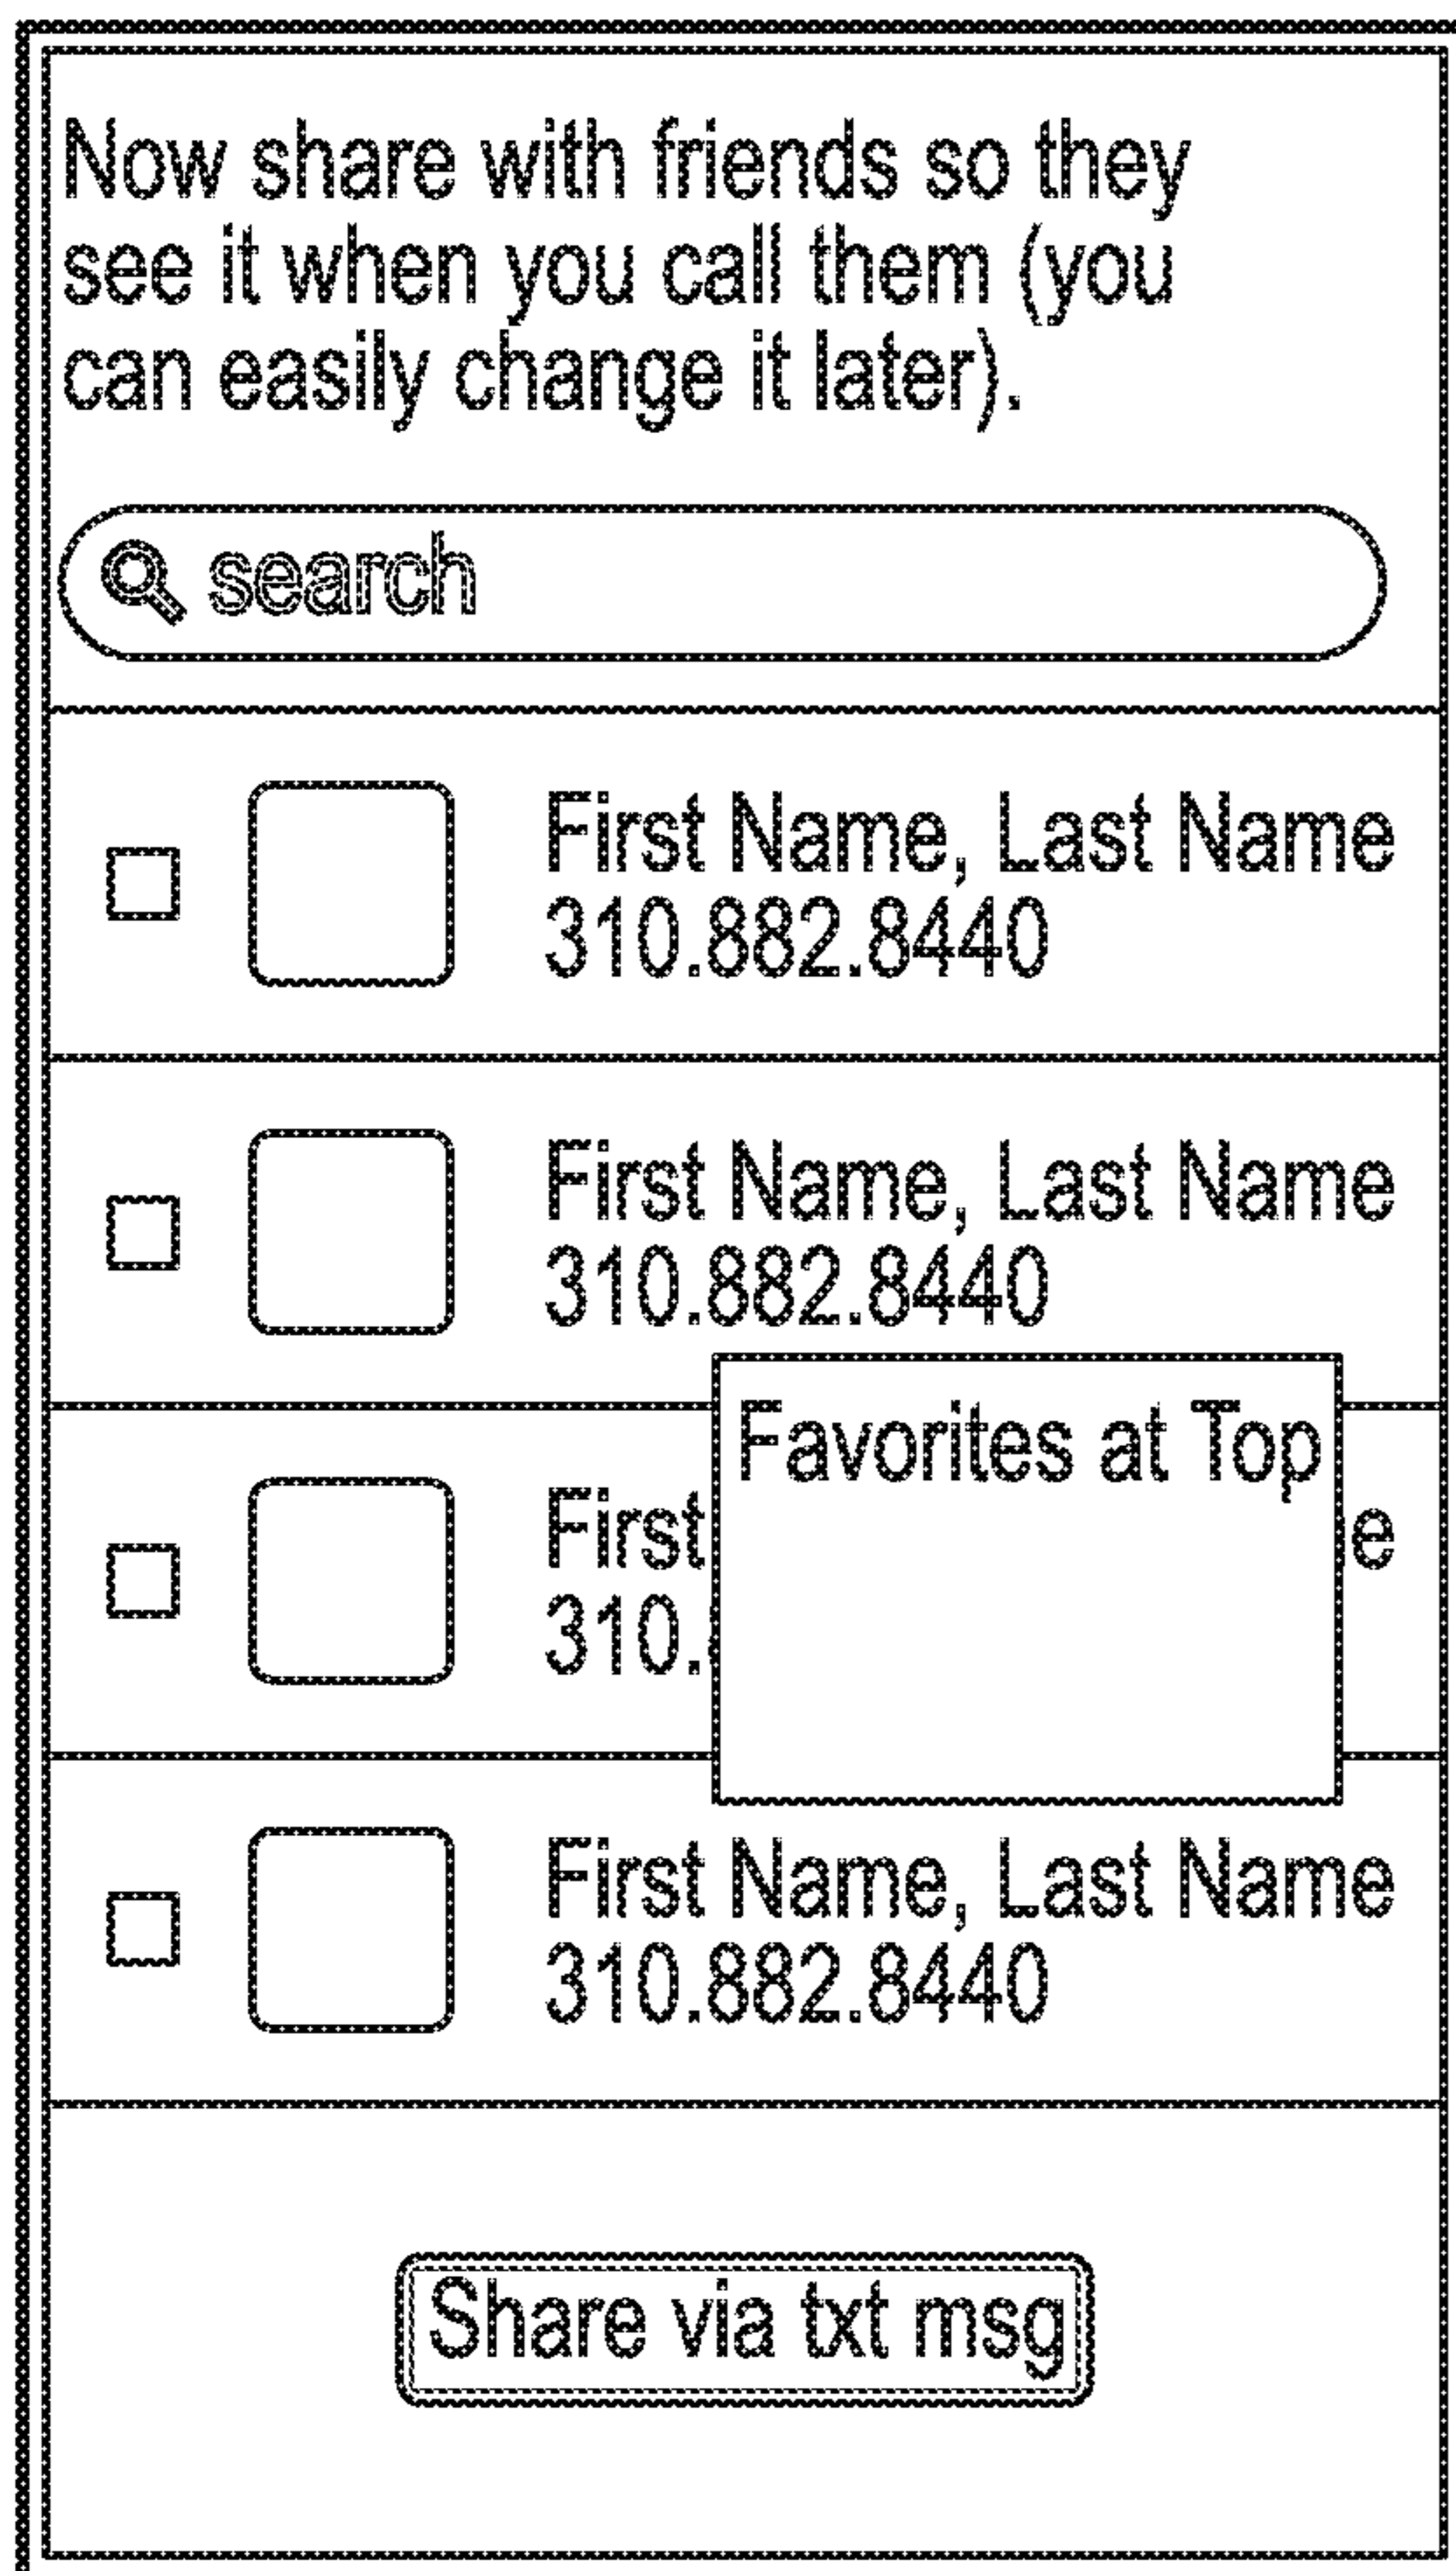 Now share with friends so they
see it when you call them (you
can easily change it later).
search
First Name, Last Name
310.882.8440
First Name, Last Name
310.882.8440
Favorites at Top
First e
310.
First Name, Last Name
310.882.8440
Share via txt msg